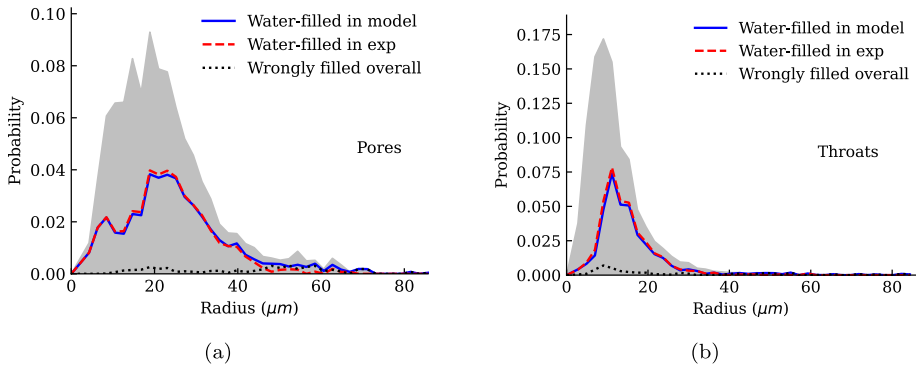 0.10
0.08
0.06
0.04
0.02
0.00
Probability
Water-filled in model
Water-filled in exp
Wrongly filled overall
Pores
0 20 40 60 80
Radius (μm)
(a)
0.175
0.150
0.125
0.100
0.075
0.050
0.025
0.000
Probability
Water-filled in model
Water-filled in exp
Wrongly filled overall
Throats
0 20 40 60 80
Radius (μm)
(b)